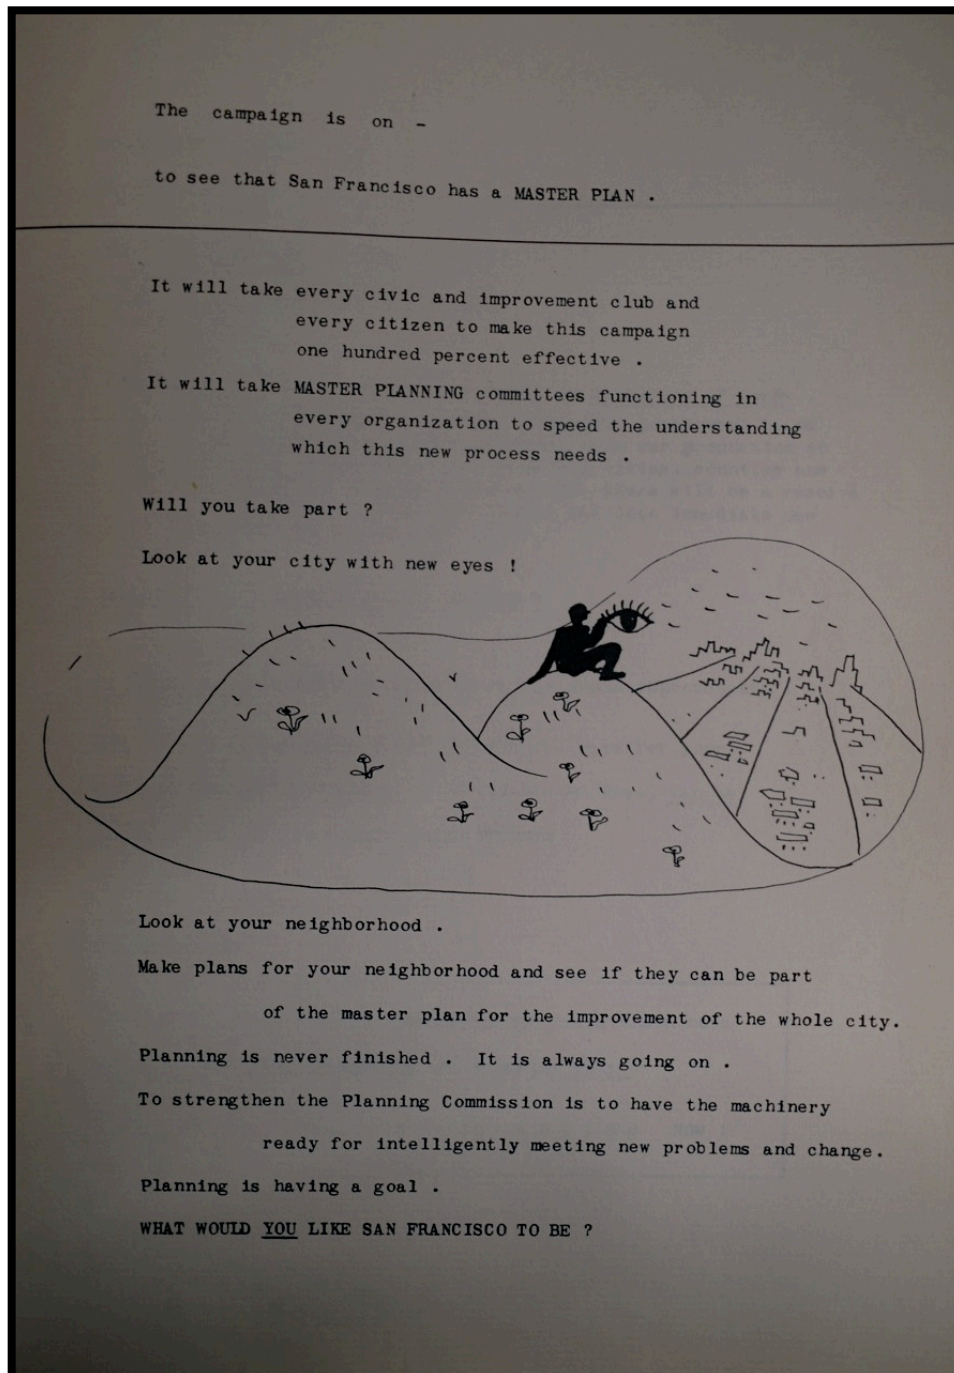 The campaign is on -
to see that San Francisco has a MASTER PLAN .
It will take every civic and improvement club and
every citizen to make this campaign
one hundred percent effective .
It will take MASTER PLANNING committees functioning in
every organization to speed the understanding
which this new process needs .
Will you take part ?
Look at your city with new eyes !
Look at your neighborhood .
Make plans for your neighborhood and see if they can be part
of the master plan for the improvement of the whole city.
Planning is never finished . It is always going on .
To strengthen the Planning Commission is to have the machinery
ready for intelligently meeting new problems and change.
Planning is having a goal .
WHAT WOULD YOU LIKE SAN FRANCISCO TO BE ?